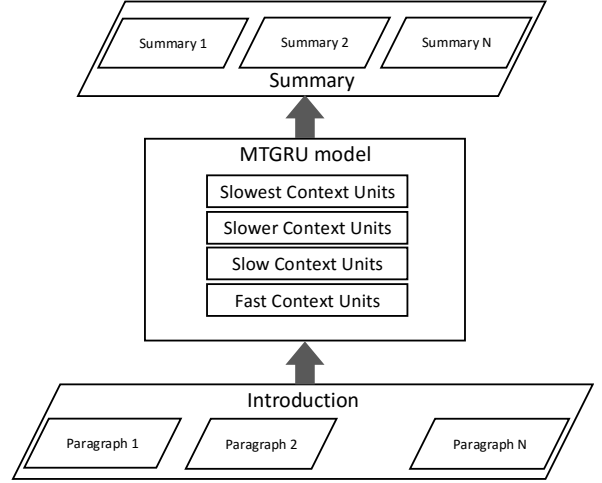 Summary 1
Summary 2
Summary N
Summary
MTGRU model
Slowest Context Units
Slower Context Units
Slow Context Units
Fast Context Units
Introduction
Paragraph 1
Paragraph 2
Paragraph N